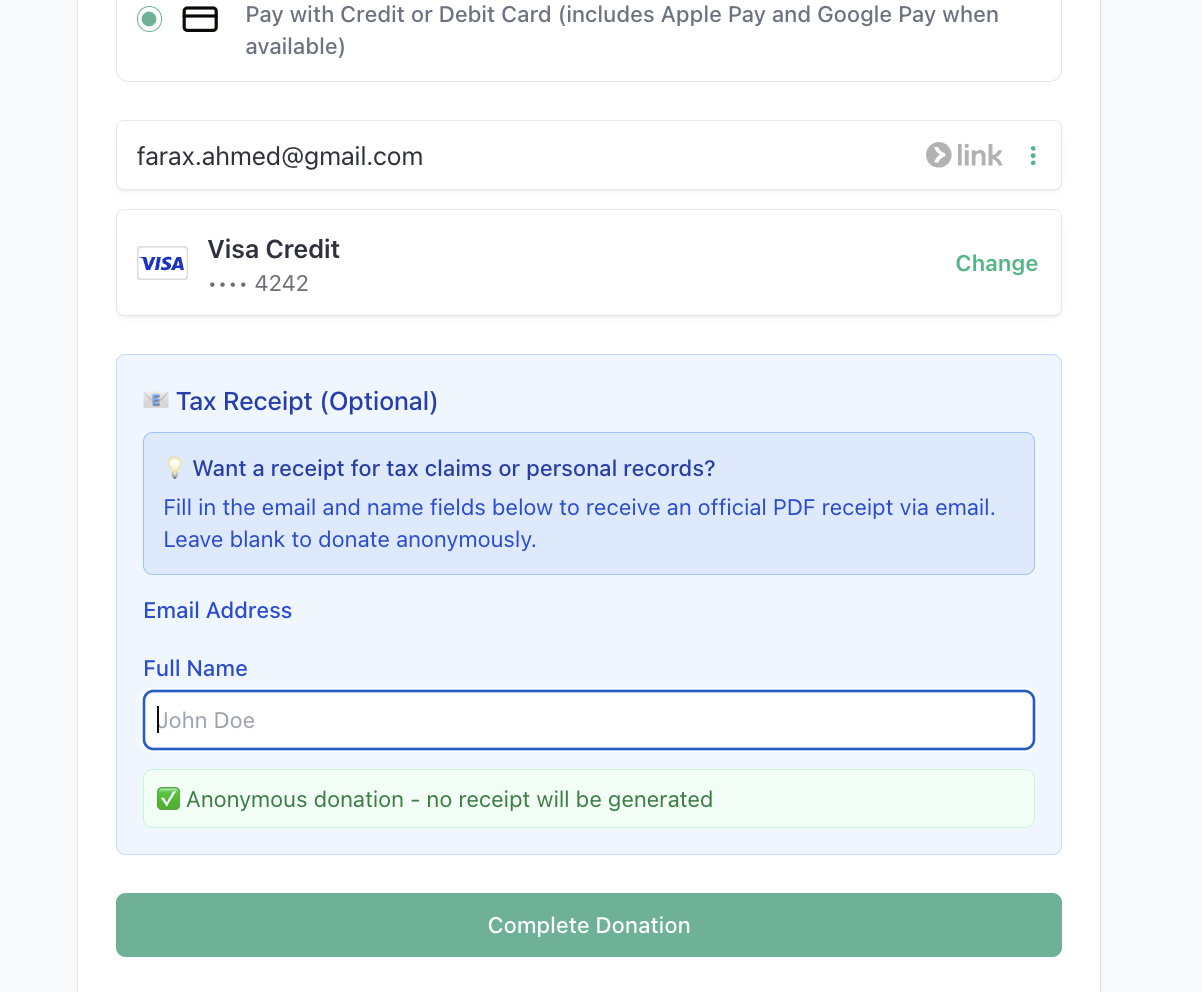 Pay with Credit or Debit Card (includes Apple Pay and Google Pay when
available)
farax.ahmed@gmail.com
link
VISA
Visa Credit
•••• 4242
Change
📧 Tax Receipt (Optional)
💡 Want a receipt for tax claims or personal records?
Fill in the email and name fields below to receive an official PDF receipt via email.
Leave blank to donate anonymously.
Email Address
Full Name
John Doe
✅ Anonymous donation - no receipt will be generated
Complete Donation